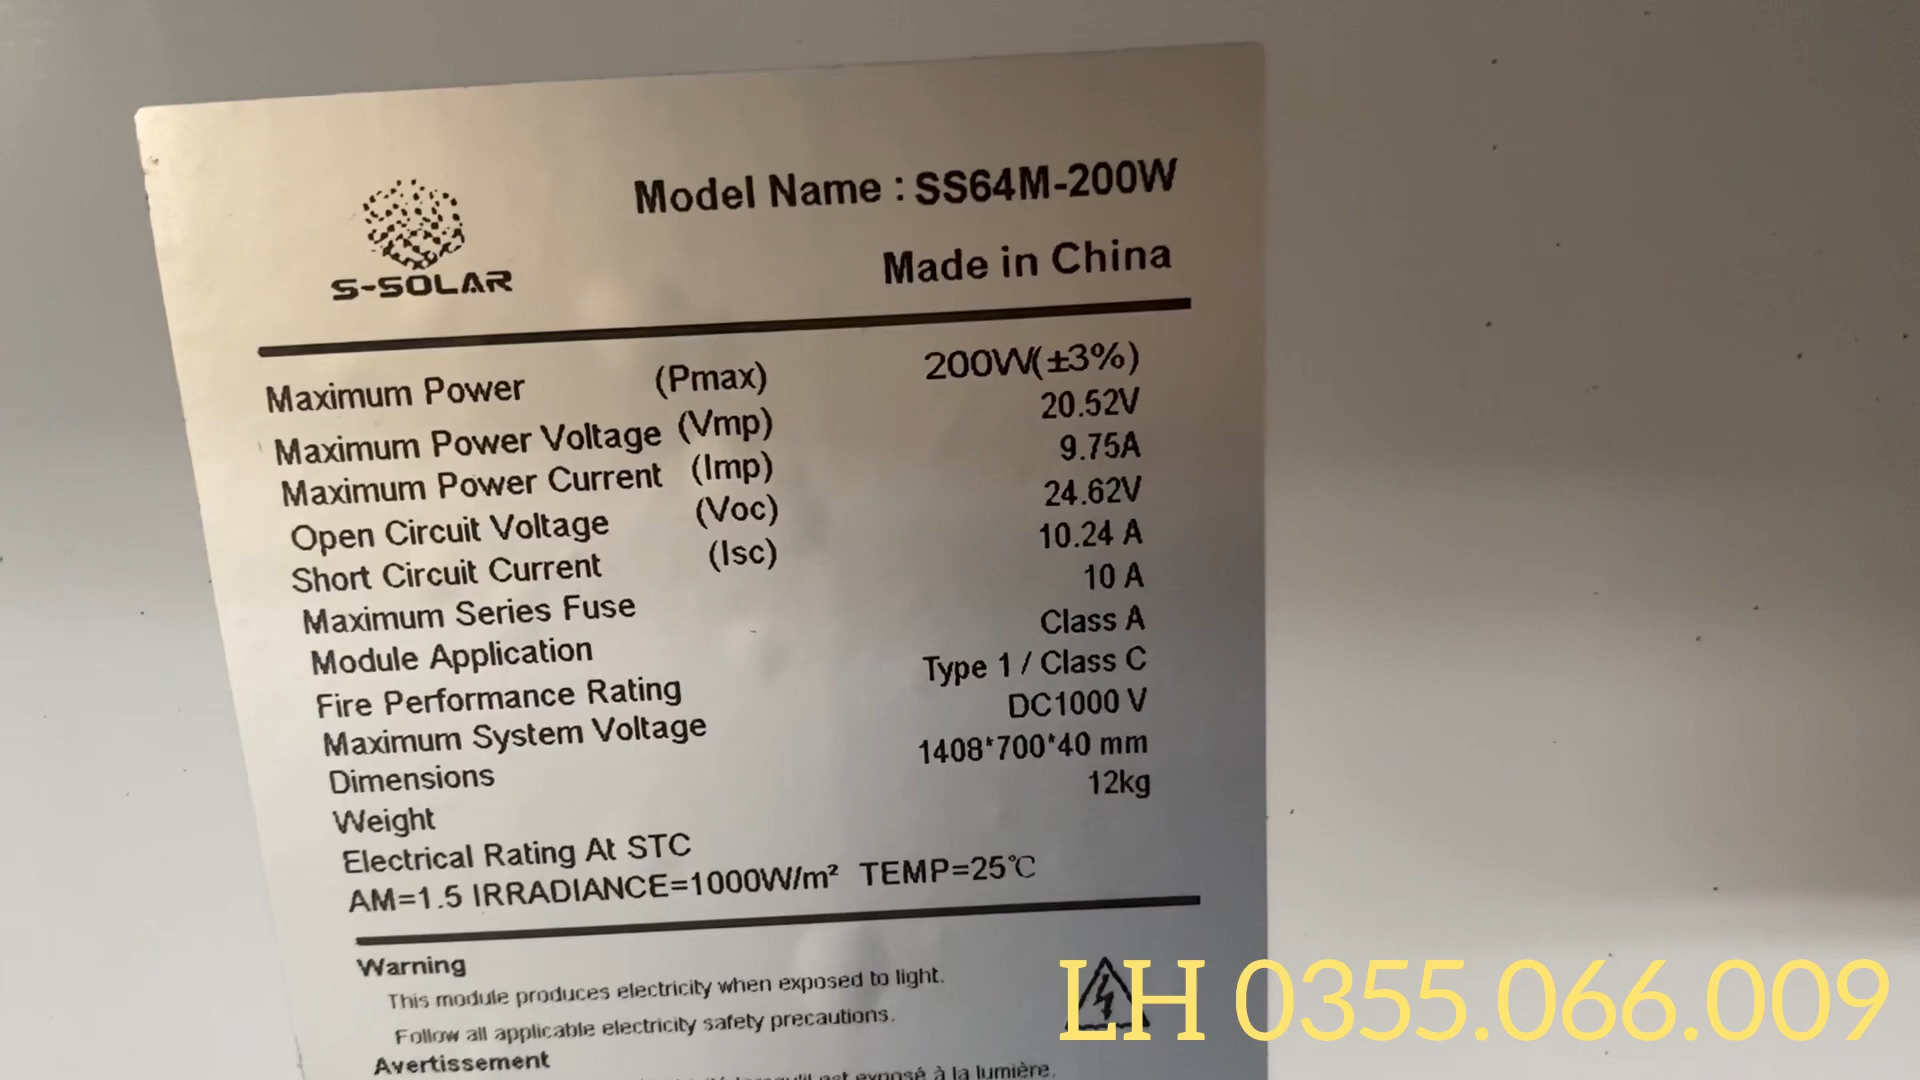 S-SOLAR
Model Name : SS64M-200W
Made in China
Maximum Power (Pmax) 200W(±3%)
Maximum Power Voltage (Vmp) 20.52V
Maximum Power Current (Imp) 9.75A
Open Circuit Voltage (Voc) 24.62V
Short Circuit Current (Isc) 10.24 A
Maximum Series Fuse 10 A
Module Application Class A
Fire Performance Rating Type 1 / Class C
Maximum System Voltage DC1000 V
Dimensions 1408*700*40 mm
Weight 12kg
Electrical Rating At STC
AM=1.5 IRRADIANCE=1000W/m² TEMP=25℃
Warning
This module produces electricity when exposed to light.
Follow all applicable electricity safety precautions.
Avertissement
est exposé à la lumière.
LH 0355.066.009